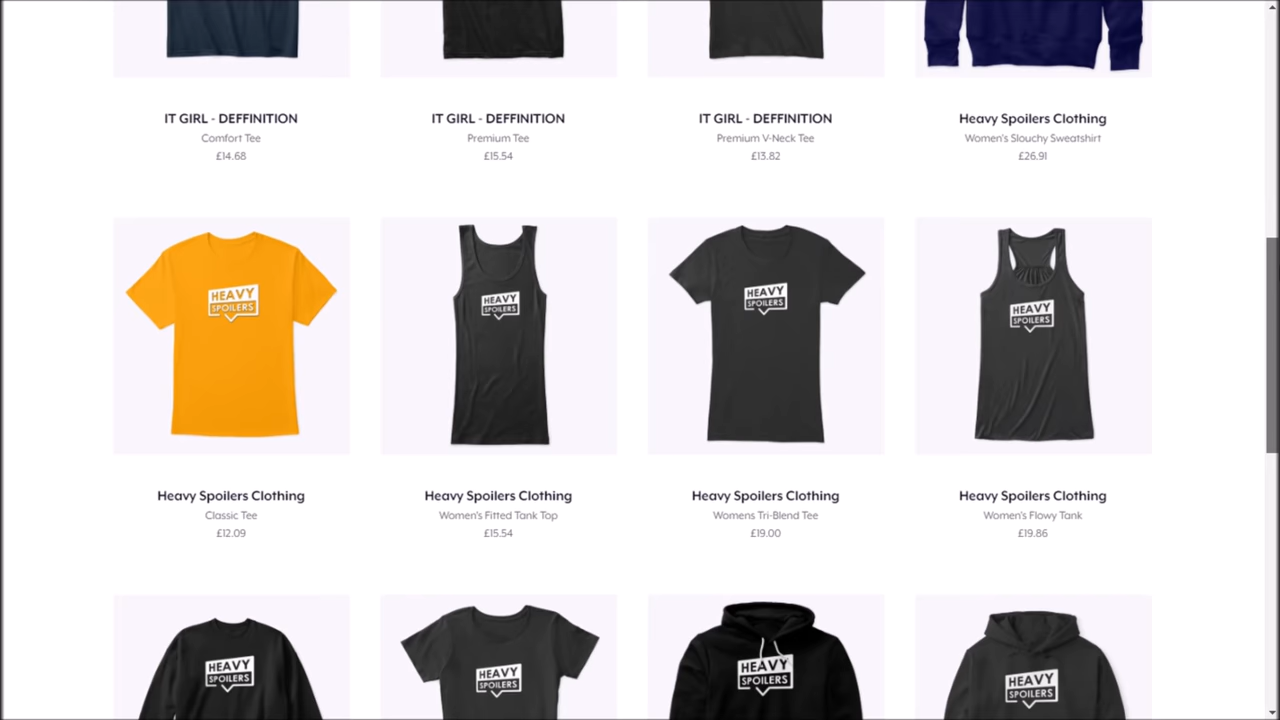 IT GIRL - DEFFINITION
Comfort Tee
£14.68
IT GIRL - DEFFINITION
Premium Tee
£15.54
IT GIRL - DEFFINITION
Premium V-Neck Tee
£13.82
Heavy Spoilers Clothing
Women's Slouchy Sweatshirt
£26.91
HEAVY
SPOILERS
HEAVY
SPOILERS
HEAVY
SPOILERS
HEAVY
SPOILERS
Heavy Spoilers Clothing
Classic Tee
£12.09
Heavy Spoilers Clothing
Women's Fitted Tank Top
£15.54
Heavy Spoilers Clothing
Womens Tri-Blend Tee
£19.00
Heavy Spoilers Clothing
Women's Flowy Tank
£19.86
HEAVY
SPOILERS
HEAVY
SPOILERS
HEAVY
SPOILERS
HEAVY
SPOILERS